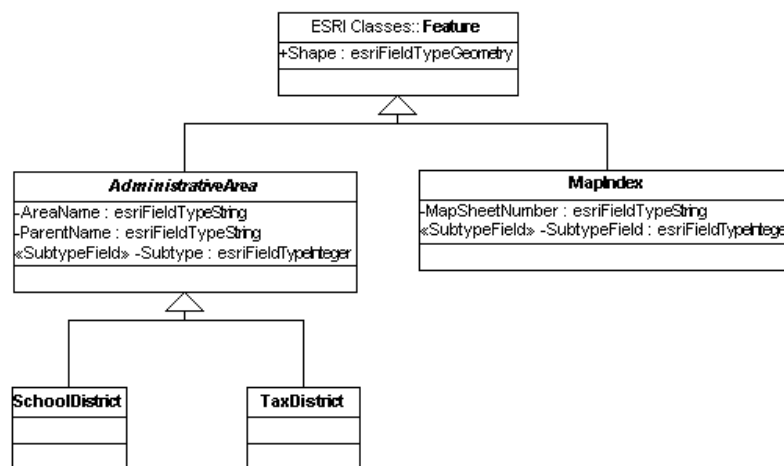 ESRI Classes::Feature
+Shape : esriFieldTypeGeometry
AdministrativeArea
-AreaName : esriFieldTypeString
-ParentName : esriFieldTypeString
«SubtypeField» -Subtype : esriFieldTypeInteger
MapIndex
-MapSheetNumber : esriFieldTypeString
«SubtypeField» -SubtypeField : esriFieldTypeInteger
SchoolDistrict
TaxDistrict